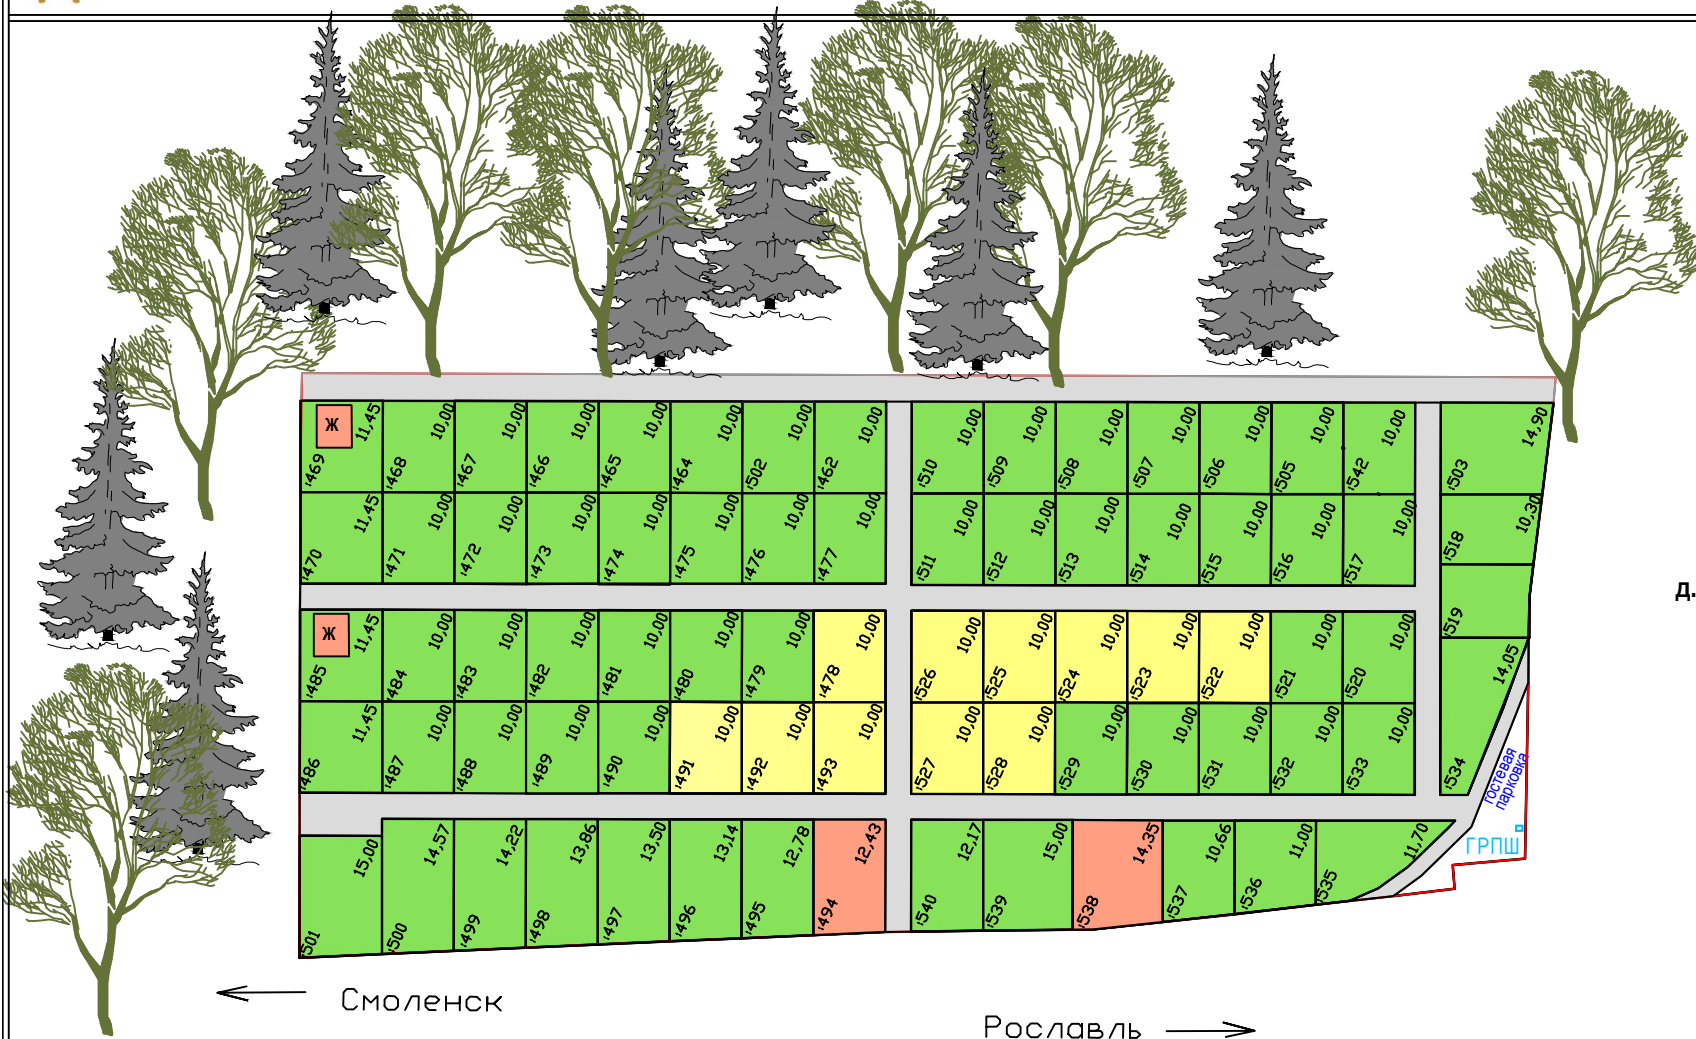 Ж
11,45 10,00 10,00 10,00 10,00 10,00 10,00 10,00 10,00 10,00 10,00 10,00 10,00 10,00 10,00 14,90
469 468 467 466 465 464 502 462 510 509 508 507 506 505 542 503
11,45 10,00 10,00 10,00 10,00 10,00 10,00 10,00 10,00 10,00 10,00 10,00 10,00 10,00 10,00 10,30
470 471 472 473 474 475 476 477 511 512 513 514 515 516 517 518
д.
519
Ж
11,45 10,00 10,00 10,00 10,00 10,00 10,00 10,00 10,00 10,00 10,00 10,00 10,00 10,00 10,00 14,05
485 484 483 482 481 480 479 478 526 525 524 523 522 521 520
11,45 10,00 10,00 10,00 10,00 10,00 10,00 10,00 10,00 10,00 10,00 10,00 10,00 10,00 10,00
486 487 488 489 490 491 492 493 527 528 529 530 531 532 533 534
гостевая
парковка
ГРПШ
15,00 14,57 14,22 13,86 13,50 13,14 12,78 12,43 12,17 15,00 14,35 10,66 11,00 11,70
501 500 499 498 497 496 495 494 540 539 538 537 536 535
Смоленск
Рославль